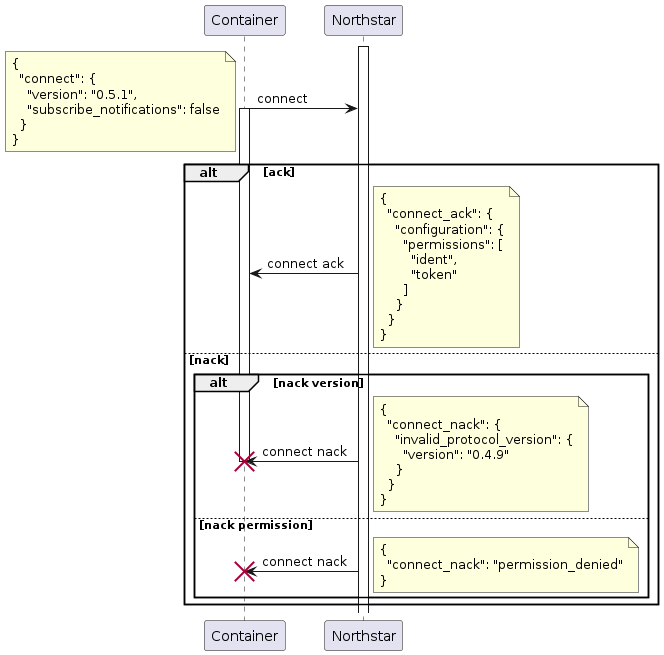 Container
Northstar
{
"connect": {
"version": "0.5.1",
"subscribe_notifications": false
}
}
connect
alt
[ack]
{
"connect_ack": {
"configuration": {
"permissions": [
"ident",
"token"
]
}
}
}
connect ack
[nack]
alt
[nack version]
{
"connect_nack": {
"invalid_protocol_version": {
"version": "0.4.9"
}
}
}
connect nack
[nack permission]
{
"connect_nack": "permission_denied"
}
connect nack
Container
Northstar